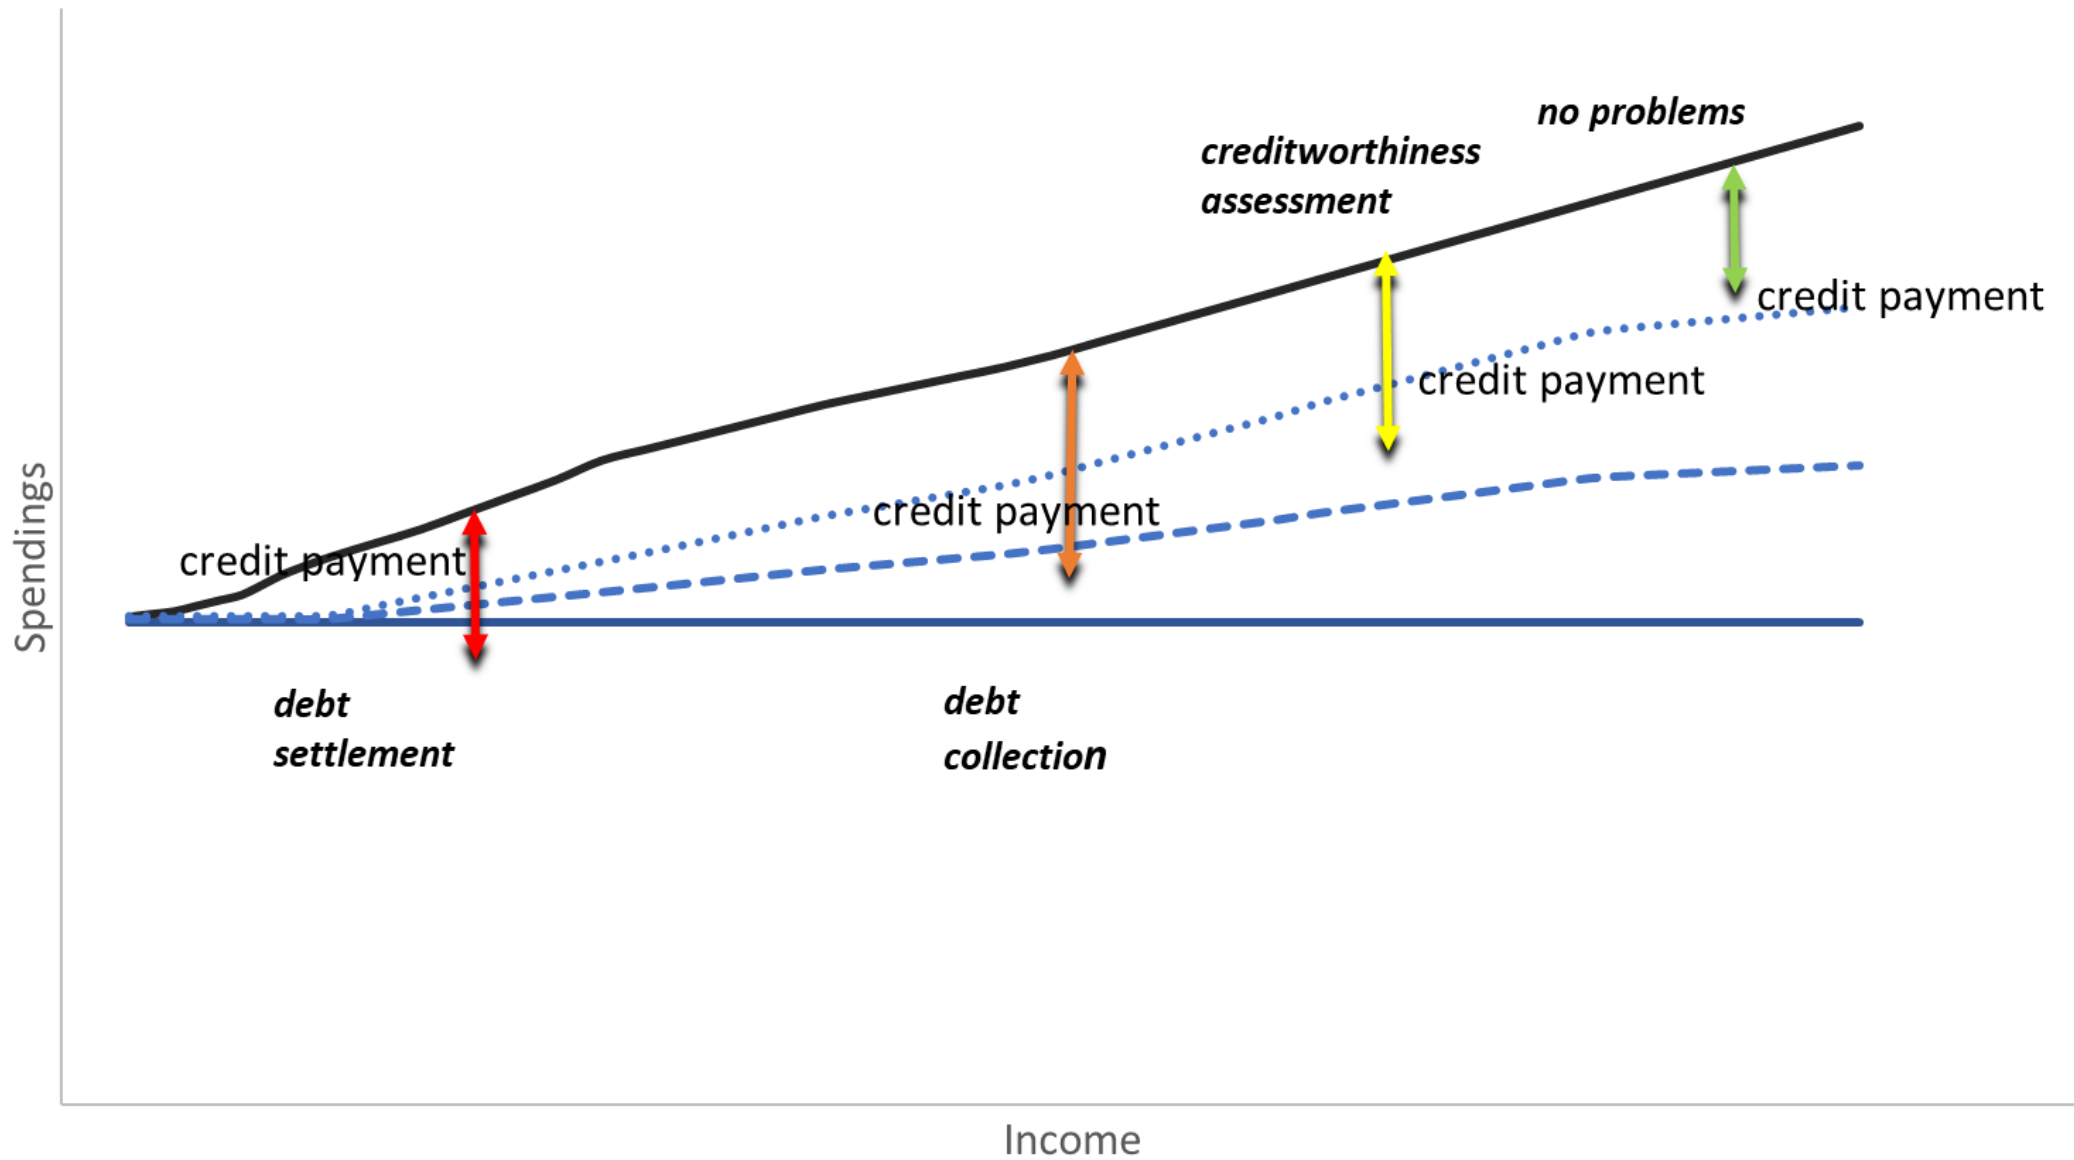 no problems
creditworthiness
assessment
credit payment
credit payment
credit payment
credit payment
debt
settlement
debt
collection
Spendings
Income